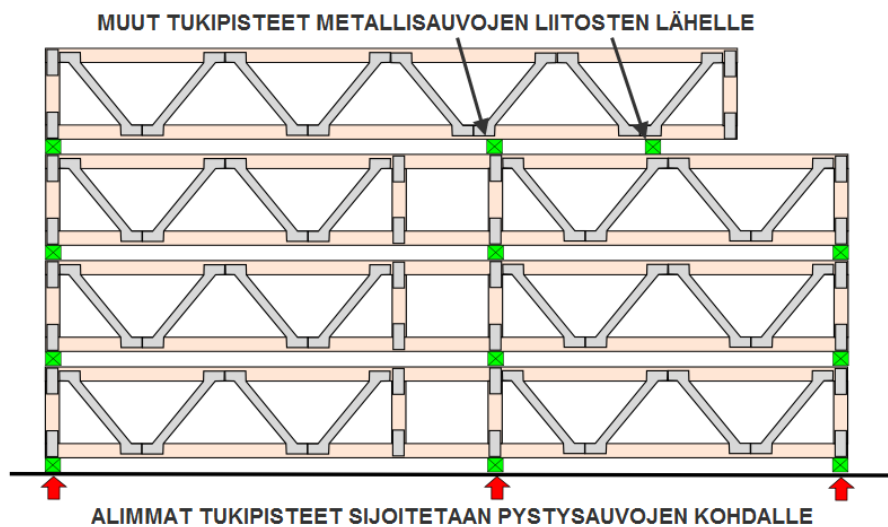 MUUT TUKIPISTEET METALLISAUVOJEN LIITOSTEN LÄHELLE
ALIMMAT TUKIPISTEET SIJOITETAAN PYSTYSAUVOJEN KOHDALLE